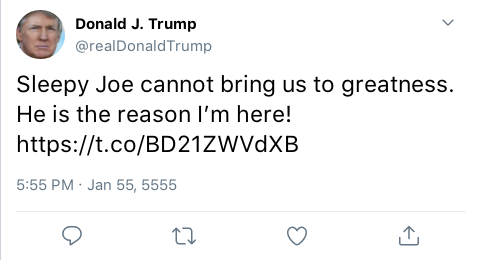 Donald J. Trump
@realDonaldTrump
Sleepy Joe cannot bring us to greatness.
He is the reason I’m here!
https://t.co/BD21ZWVdXB
5:55 PM · Jan 55, 5555